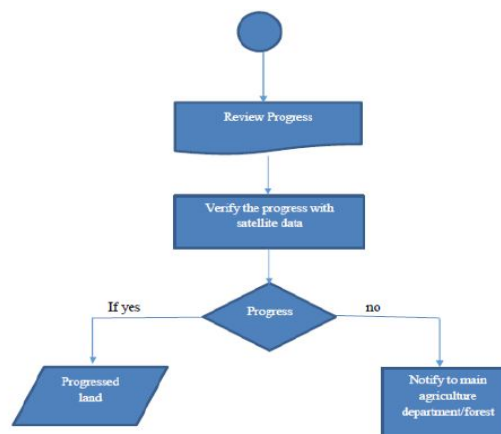 Review Progress
Verify the progress with
satellite data
If yes
Progress
no
Progressed
land
Notify to main
agriculture
department/forest